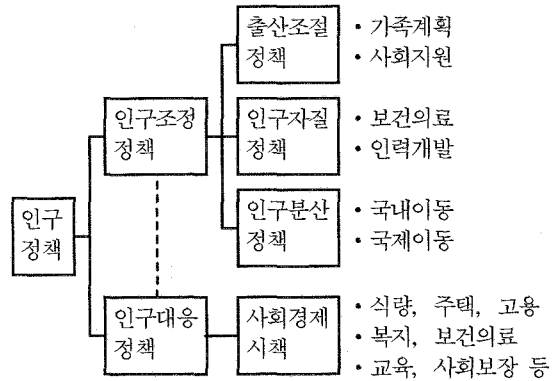 출산조절
정책
• 가족계획
• 사회지원
인구조정
정책
인구자질
정책
• 보건의료
• 인력개발
인구분산
정책
• 국내이동
• 국제이동
인구
정책
인구대응
정책
사회경제
시책
• 식량, 주택, 고용
• 복지, 보건의료
• 교육, 사회보장 등